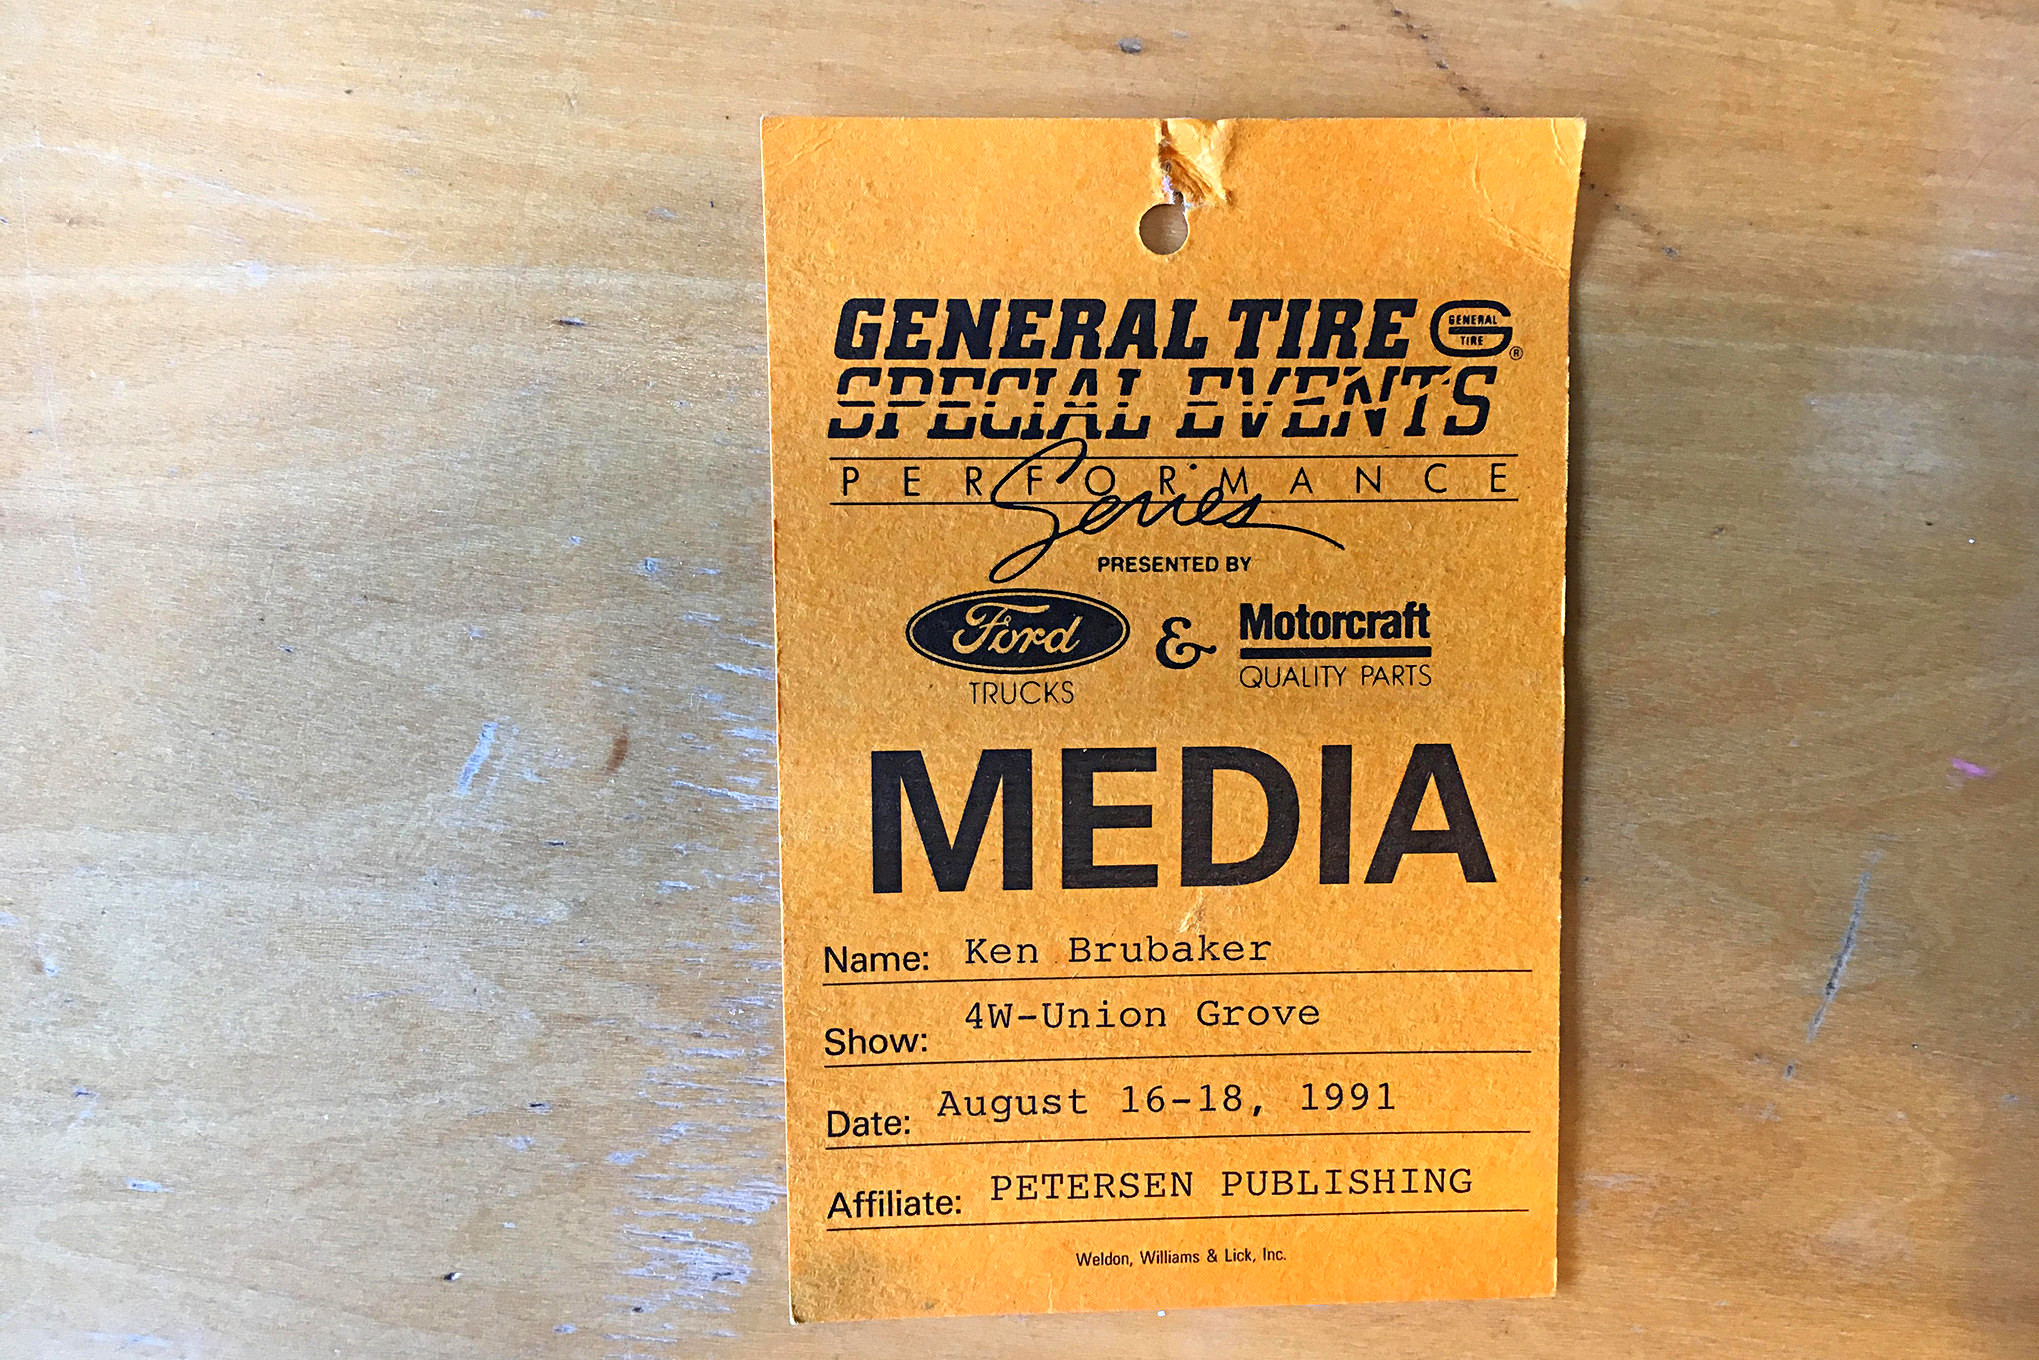 GENERAL TIRE GENERAL TIRE ®
SPECIAL EVENTS
PERFORMANCE
Series
PRESENTED BY
Ford & Motorcraft
TRUCKS QUALITY PARTS
MEDIA
Name: Ken Brubaker
Show: 4W-Union Grove
Date: August 16-18, 1991
Affiliate: PETERSEN PUBLISHING
Weldon, Williams & Lick, Inc.